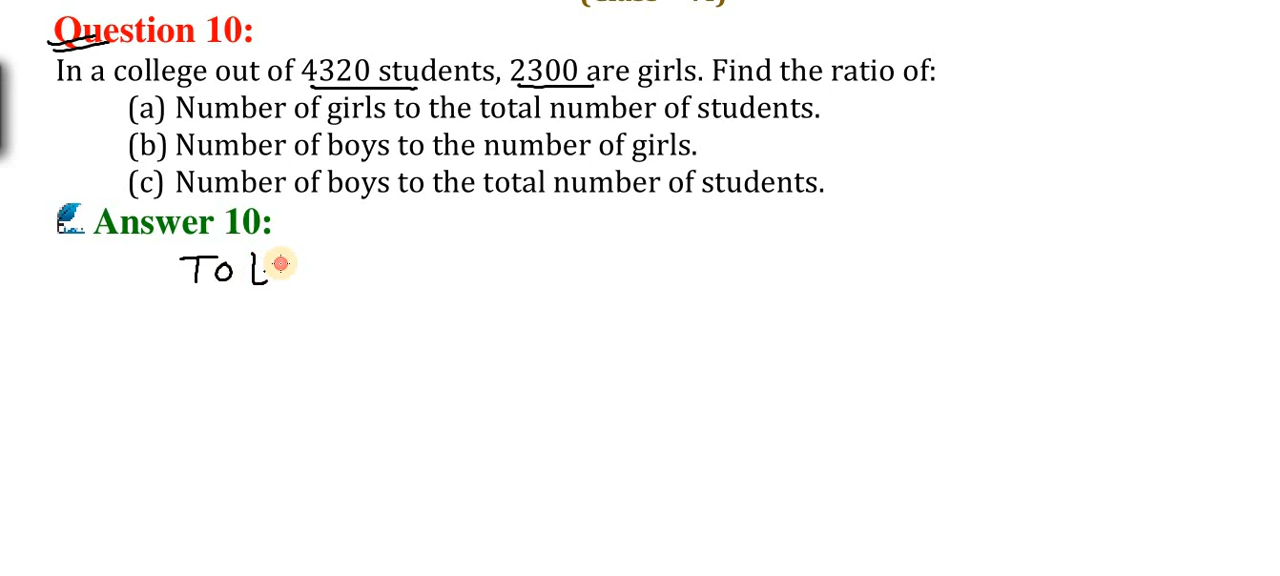 Question 10:
In a college out of 4320 students, 2300 are girls. Find the ratio of:
(a) Number of girls to the total number of students.
(b) Number of boys to the number of girls.
(c) Number of boys to the total number of students.
Answer 10:
To